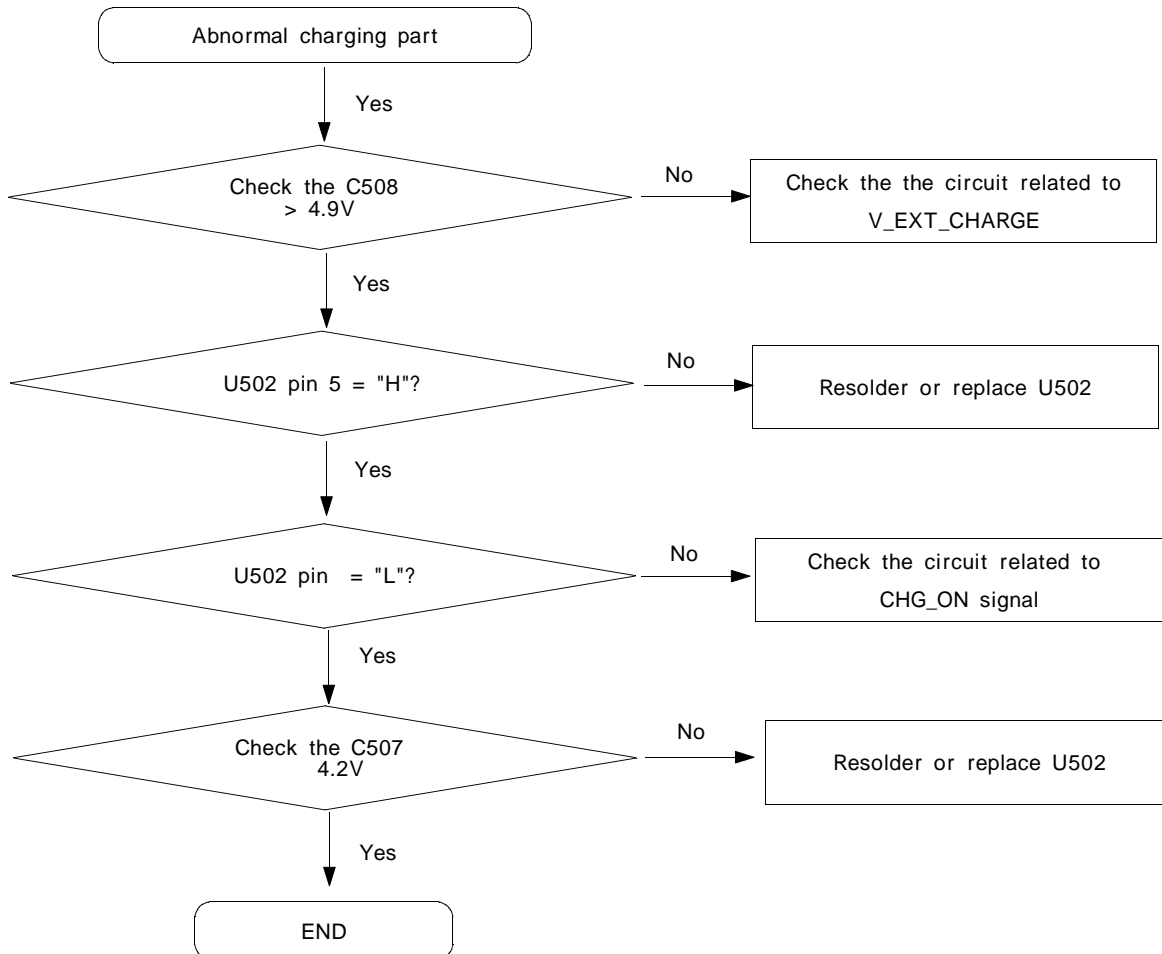 Abnormal charging part
Yes
Check the C508
> 4.9V
No
Check the the circuit related to
V_EXT_CHARGE
Yes
U502 pin 5 = "H"?
No
Resolder or replace U502
Yes
U502 pin = "L"?
No
Check the circuit related to
CHG_ON signal
Yes
Check the C507
4.2V
No
Resolder or replace U502
Yes
END